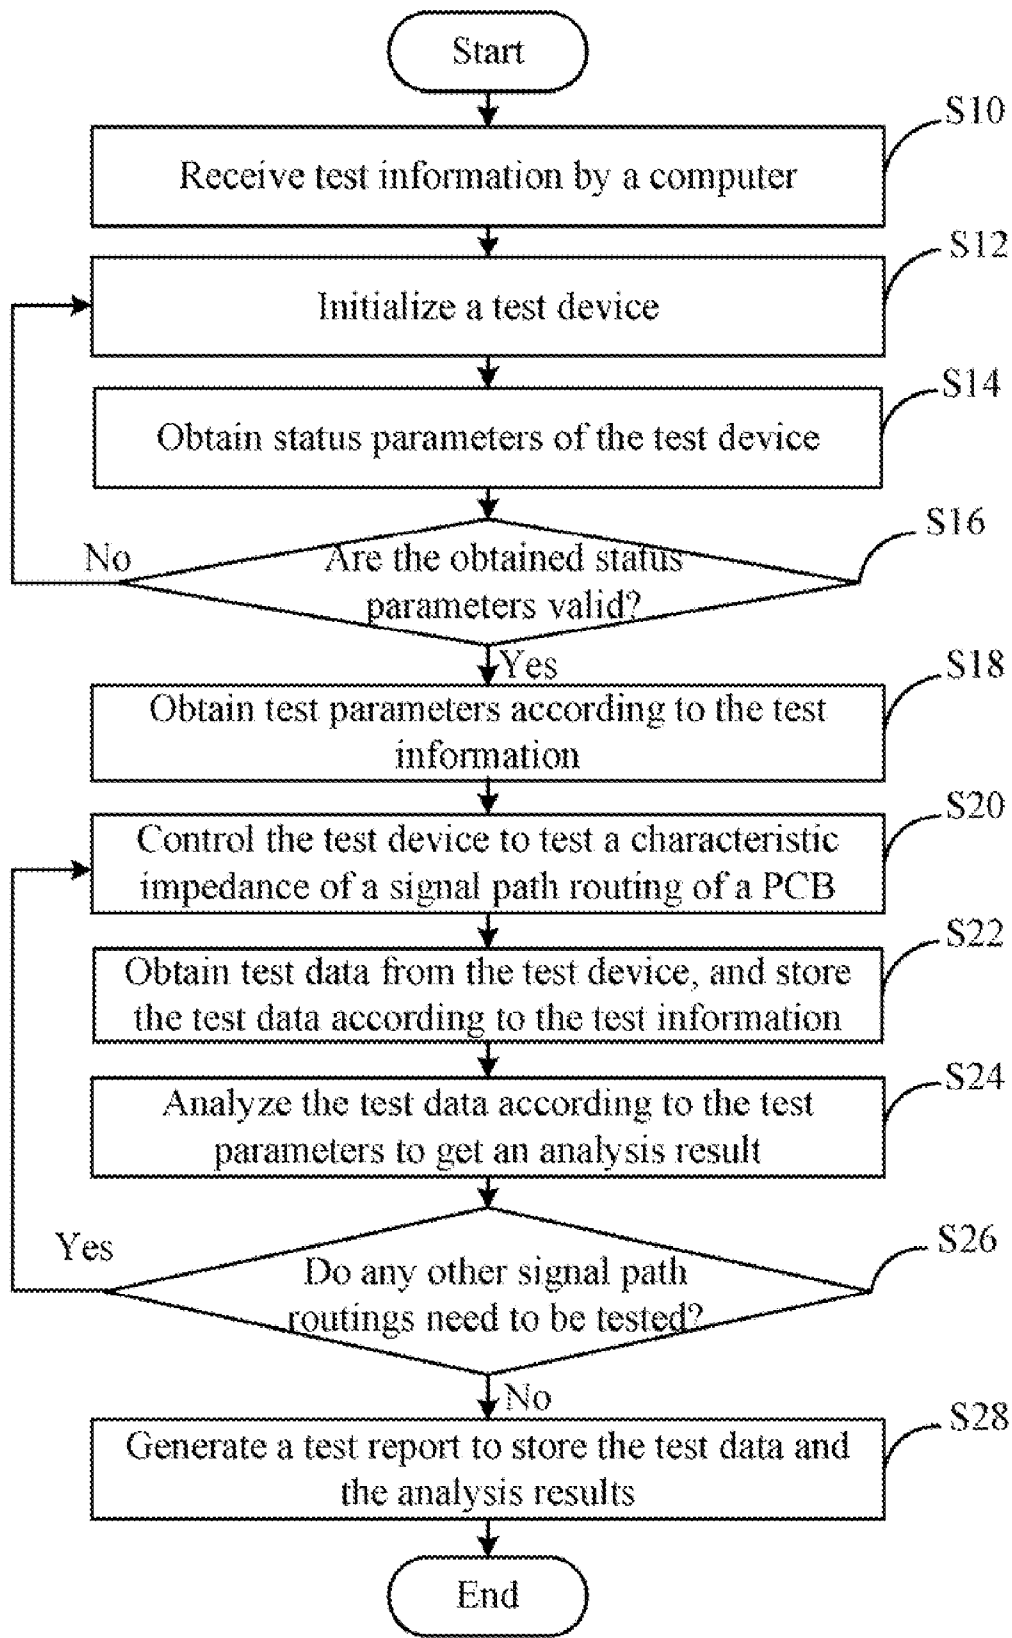 Start
S10
Receive test information by a computer
S12
Initialize a test device
S14
Obtain status parameters of the test device
S16
No
Are the obtained status
parameters valid?
Yes
S18
Obtain test parameters according to the test
information
S20
Control the test device to test a characteristic
impedance of a signal path routing of a PCB
S22
Obtain test data from the test device, and store
the test data according to the test information
S24
Analyze the test data according to the test
parameters to get an analysis result
S26
Yes
Do any other signal path
routings need to be tested?
No
S28
Generate a test report to store the test data and
the analysis results
End